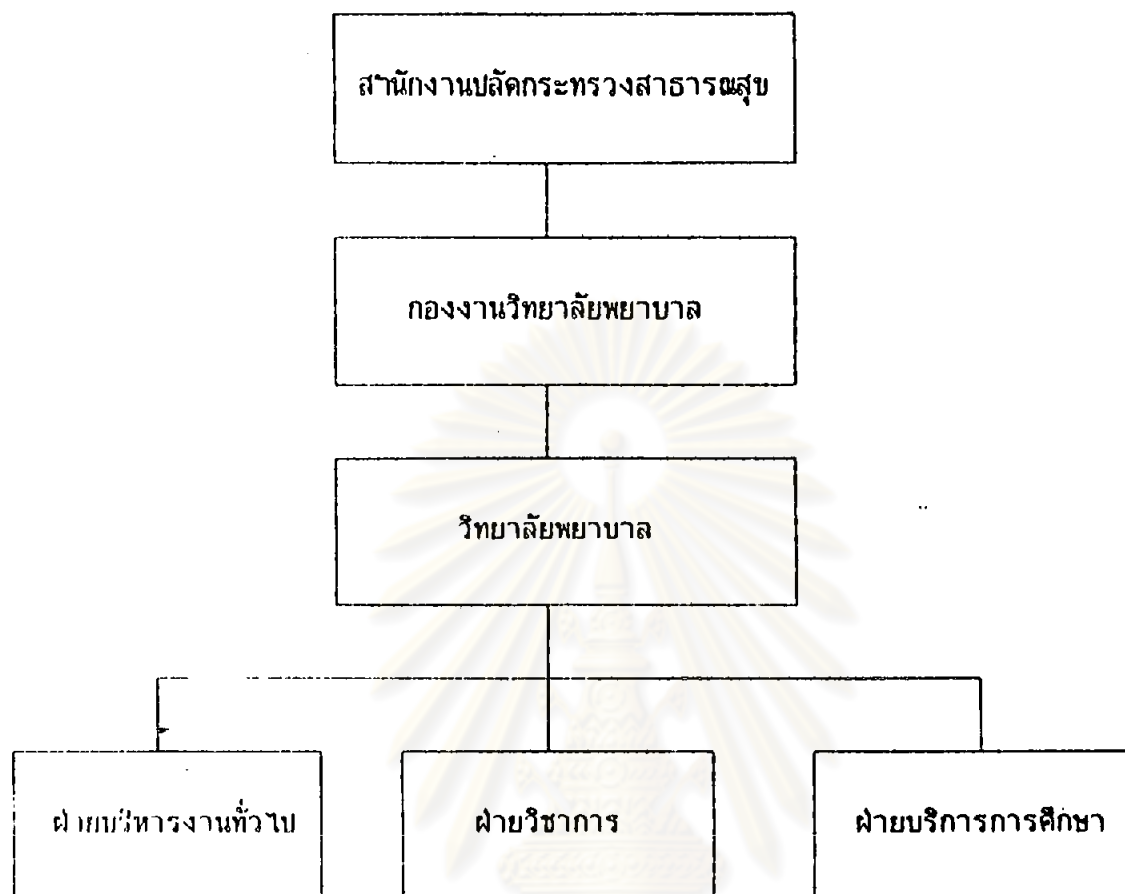 สำนักงานปลัดกระทรวงสาธารณสุข
กองงานวิทยาลัยพยาบาล
วิทยาลัยพยาบาล
ฝ่ายบริหารงานทั่วไป
ฝ่ายวิชาการ
ฝ่ายบริการการศึกษา